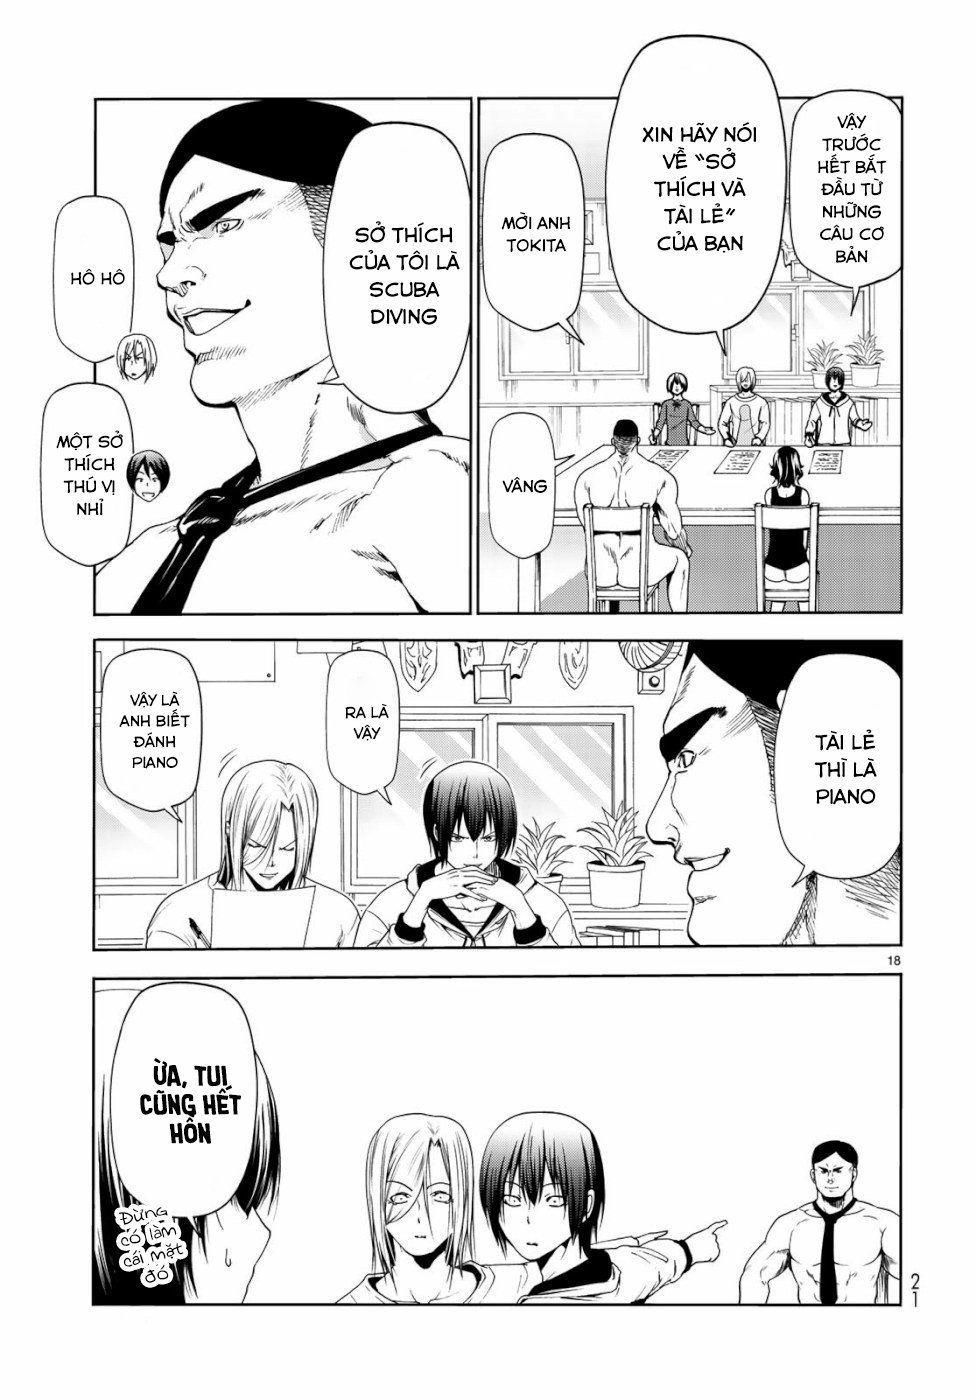 VẬY
TRƯỚC
HẾT BẮT
ĐẦU TỪ
NHỮNG
CÂU CƠ
BẢN
XIN HÃY NÓI
VỀ "SỞ
THÍCH VÀ
TÀI LẺ"
CỦA BẠN
MỜI ANH
TOKITA
VÂNG
SỞ THÍCH
CỦA TÔI LÀ
SCUBA
DIVING
HÔ HÔ
MỘT SỞ
THÍCH
THÚ VỊ
NHỈ
TÀI LẺ
THÌ LÀ
PIANO
RA LÀ
VẬY
VẬY LÀ
ANH BIẾT
ĐÁNH
PIANO
18
ỪA, TUI
CŨNG HẾT
HỒN
Đừng
có làm
cái mặt
đó
21